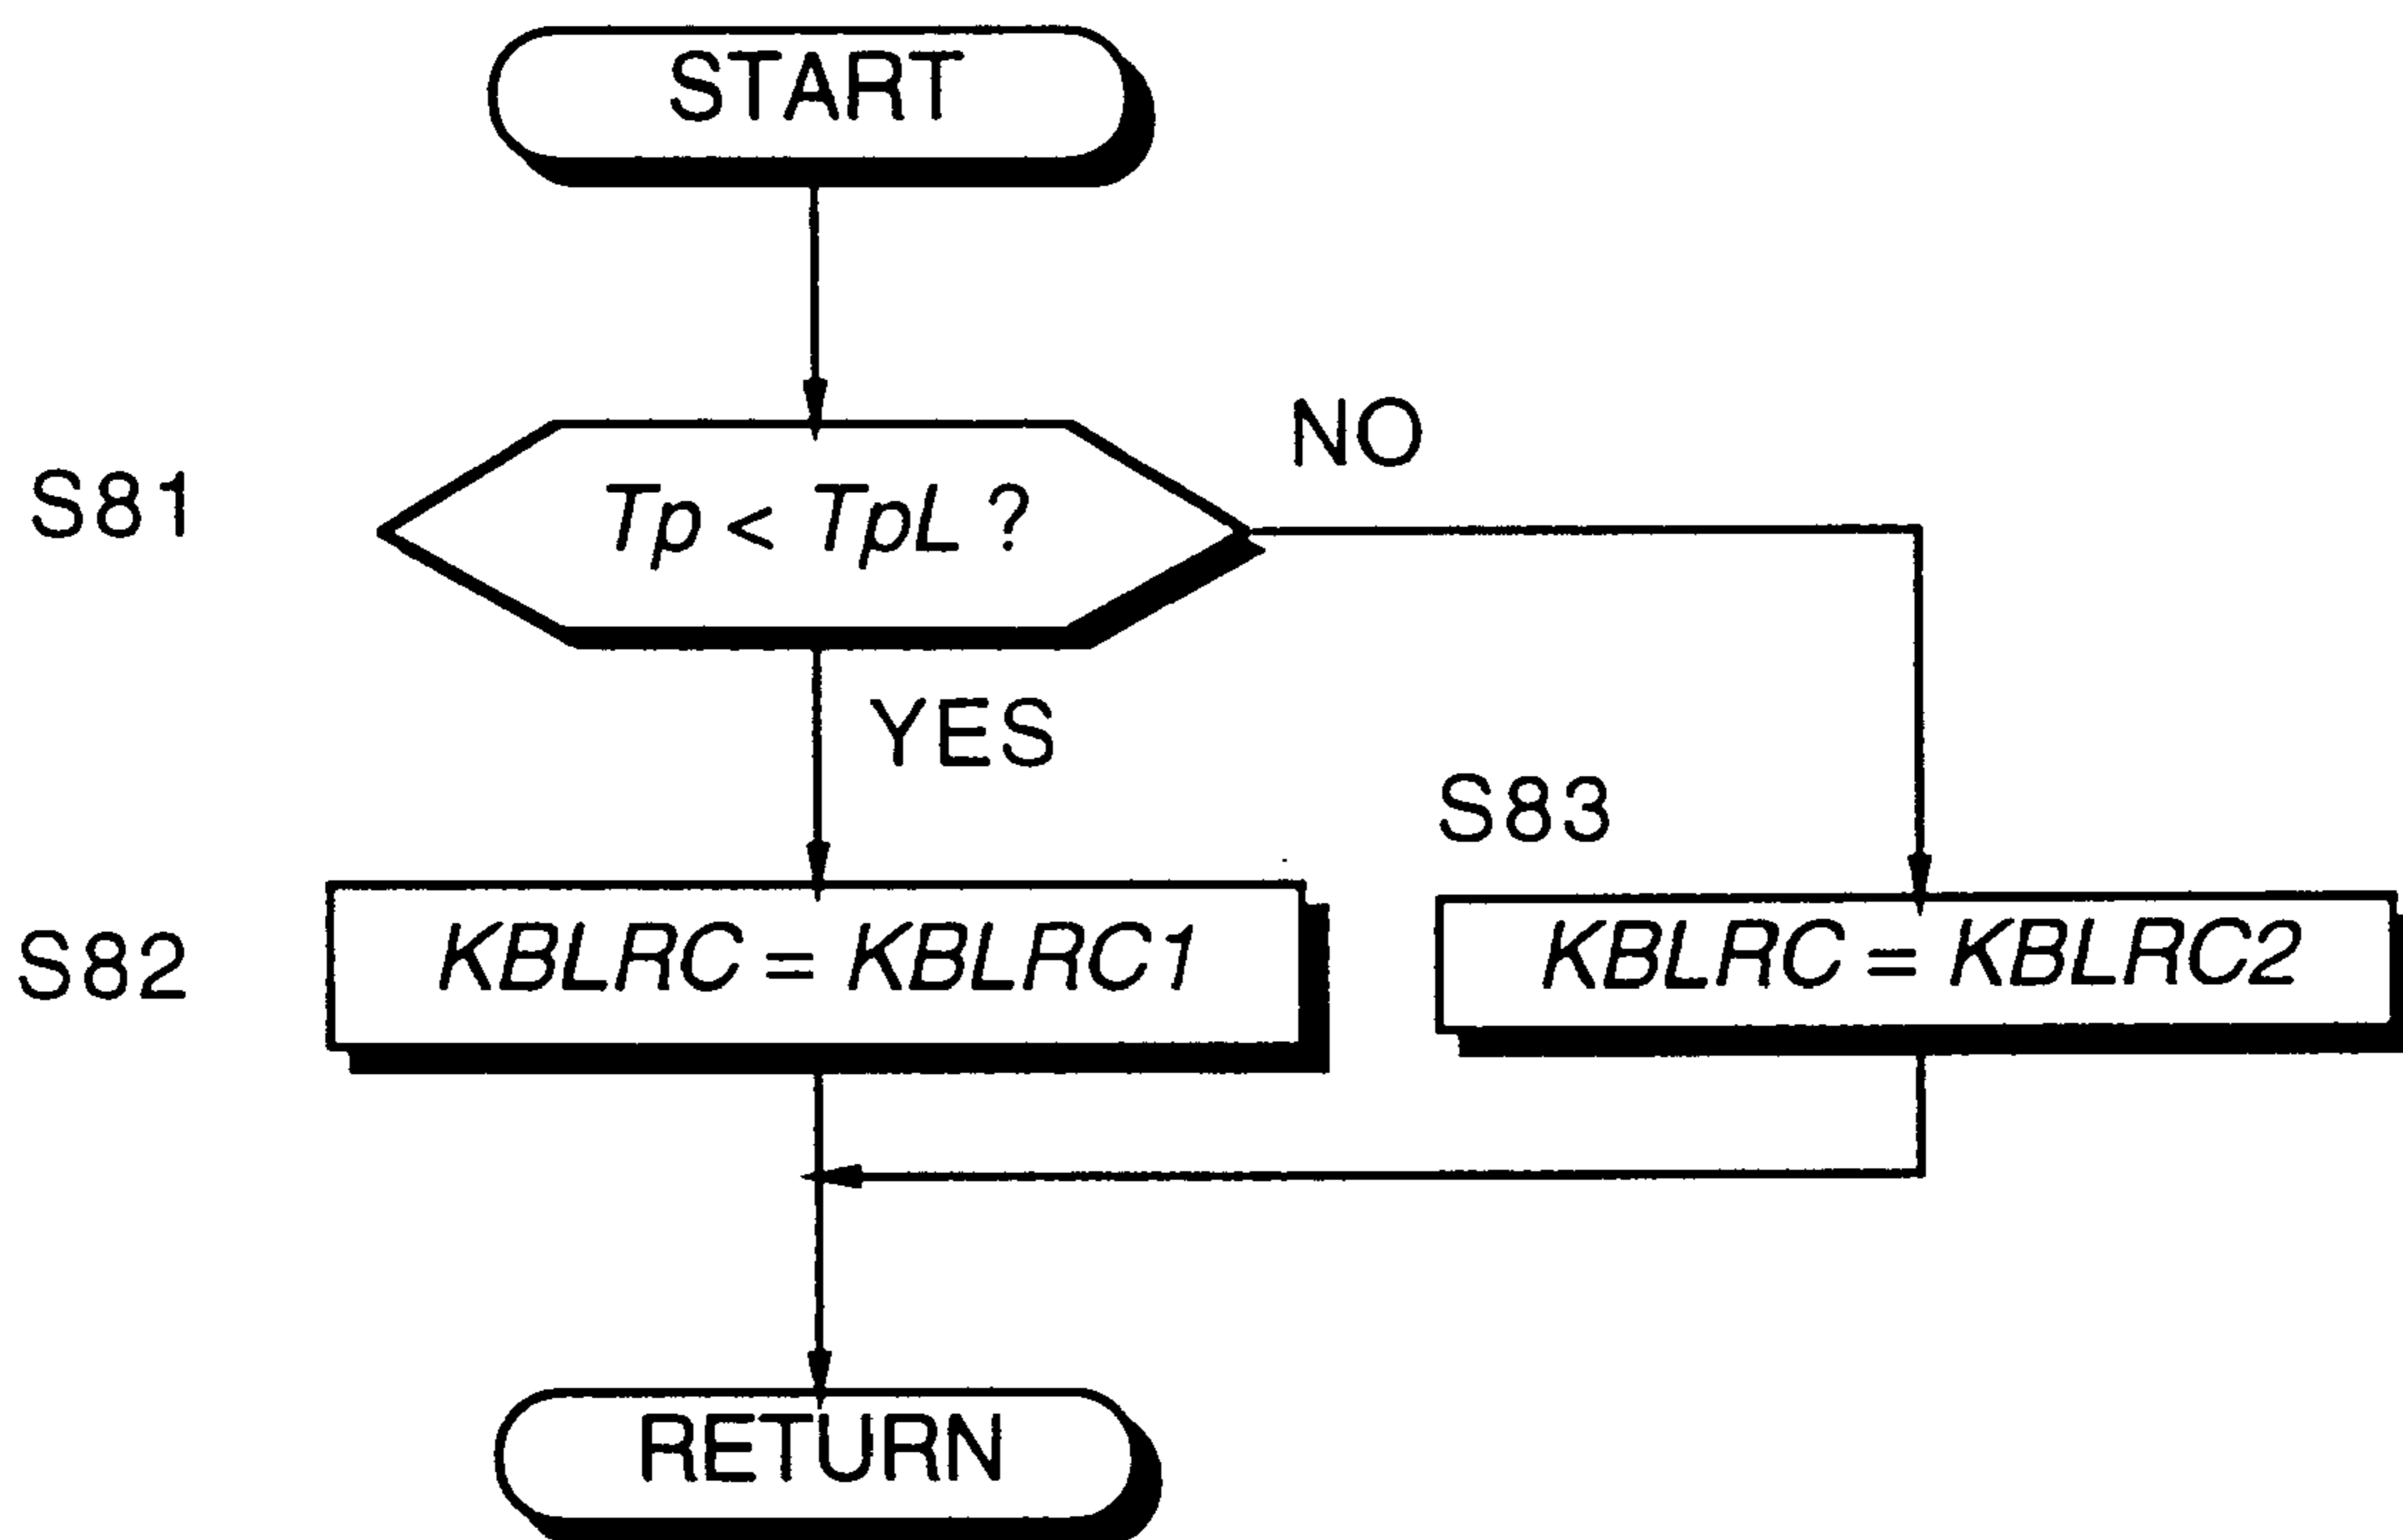 START
NO
S81
Tp < TpL ?
YES
S83
S82
KBLRC = KBLRC1
KBLRC = KBLRC2
RETURN